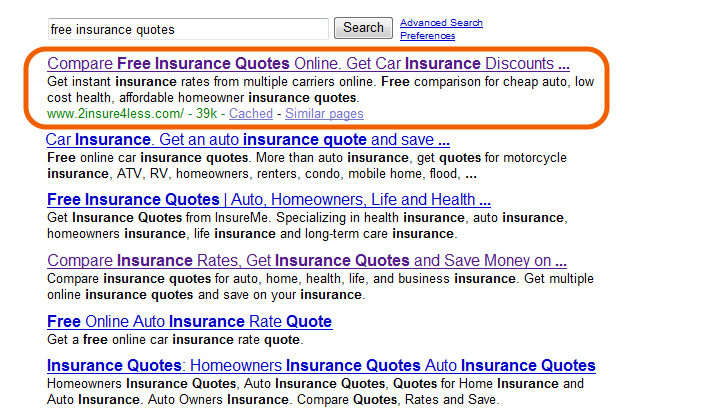 free insurance quotes
Search
Advanced Search
Preferences
Compare Free Insurance Quotes Online. Get Car Insurance Discounts ...
Get instant insurance rates from multiple carriers online. Free comparison for cheap auto, low
cost health, affordable homeowner insurance quotes.
www.2insure4less.com/ - 39k - Cached - Similar pages
Car Insurance. Get an auto insurance quote and save ...
Free online car insurance quotes. More than auto insurance, get quotes for motorcycle
insurance, ATV, RV, homeowners, renters, condo, mobile home, flood, ...
Free Insurance Quotes | Auto, Homeowners, Life and Health ...
Get Insurance Quotes from InsureMe. Specializing in health insurance, auto insurance,
homeowners insurance, life insurance and long-term care insurance.
Compare Insurance Rates, Get Insurance Quotes and Save Money on ...
Compare insurance quotes for auto, home, health, life, and business insurance. Get multiple
online insurance quotes and save on your insurance.
Free Online Auto Insurance Rate Quote
Get a free online car insurance rate quote.
Insurance Quotes: Homeowners Insurance Quotes Auto Insurance Quotes
Homeowners Insurance Quotes, Auto Insurance Quotes, Quotes for Home Insurance and
Auto Insurance. Auto Owners Insurance. Compare Quotes, Rates and Save.